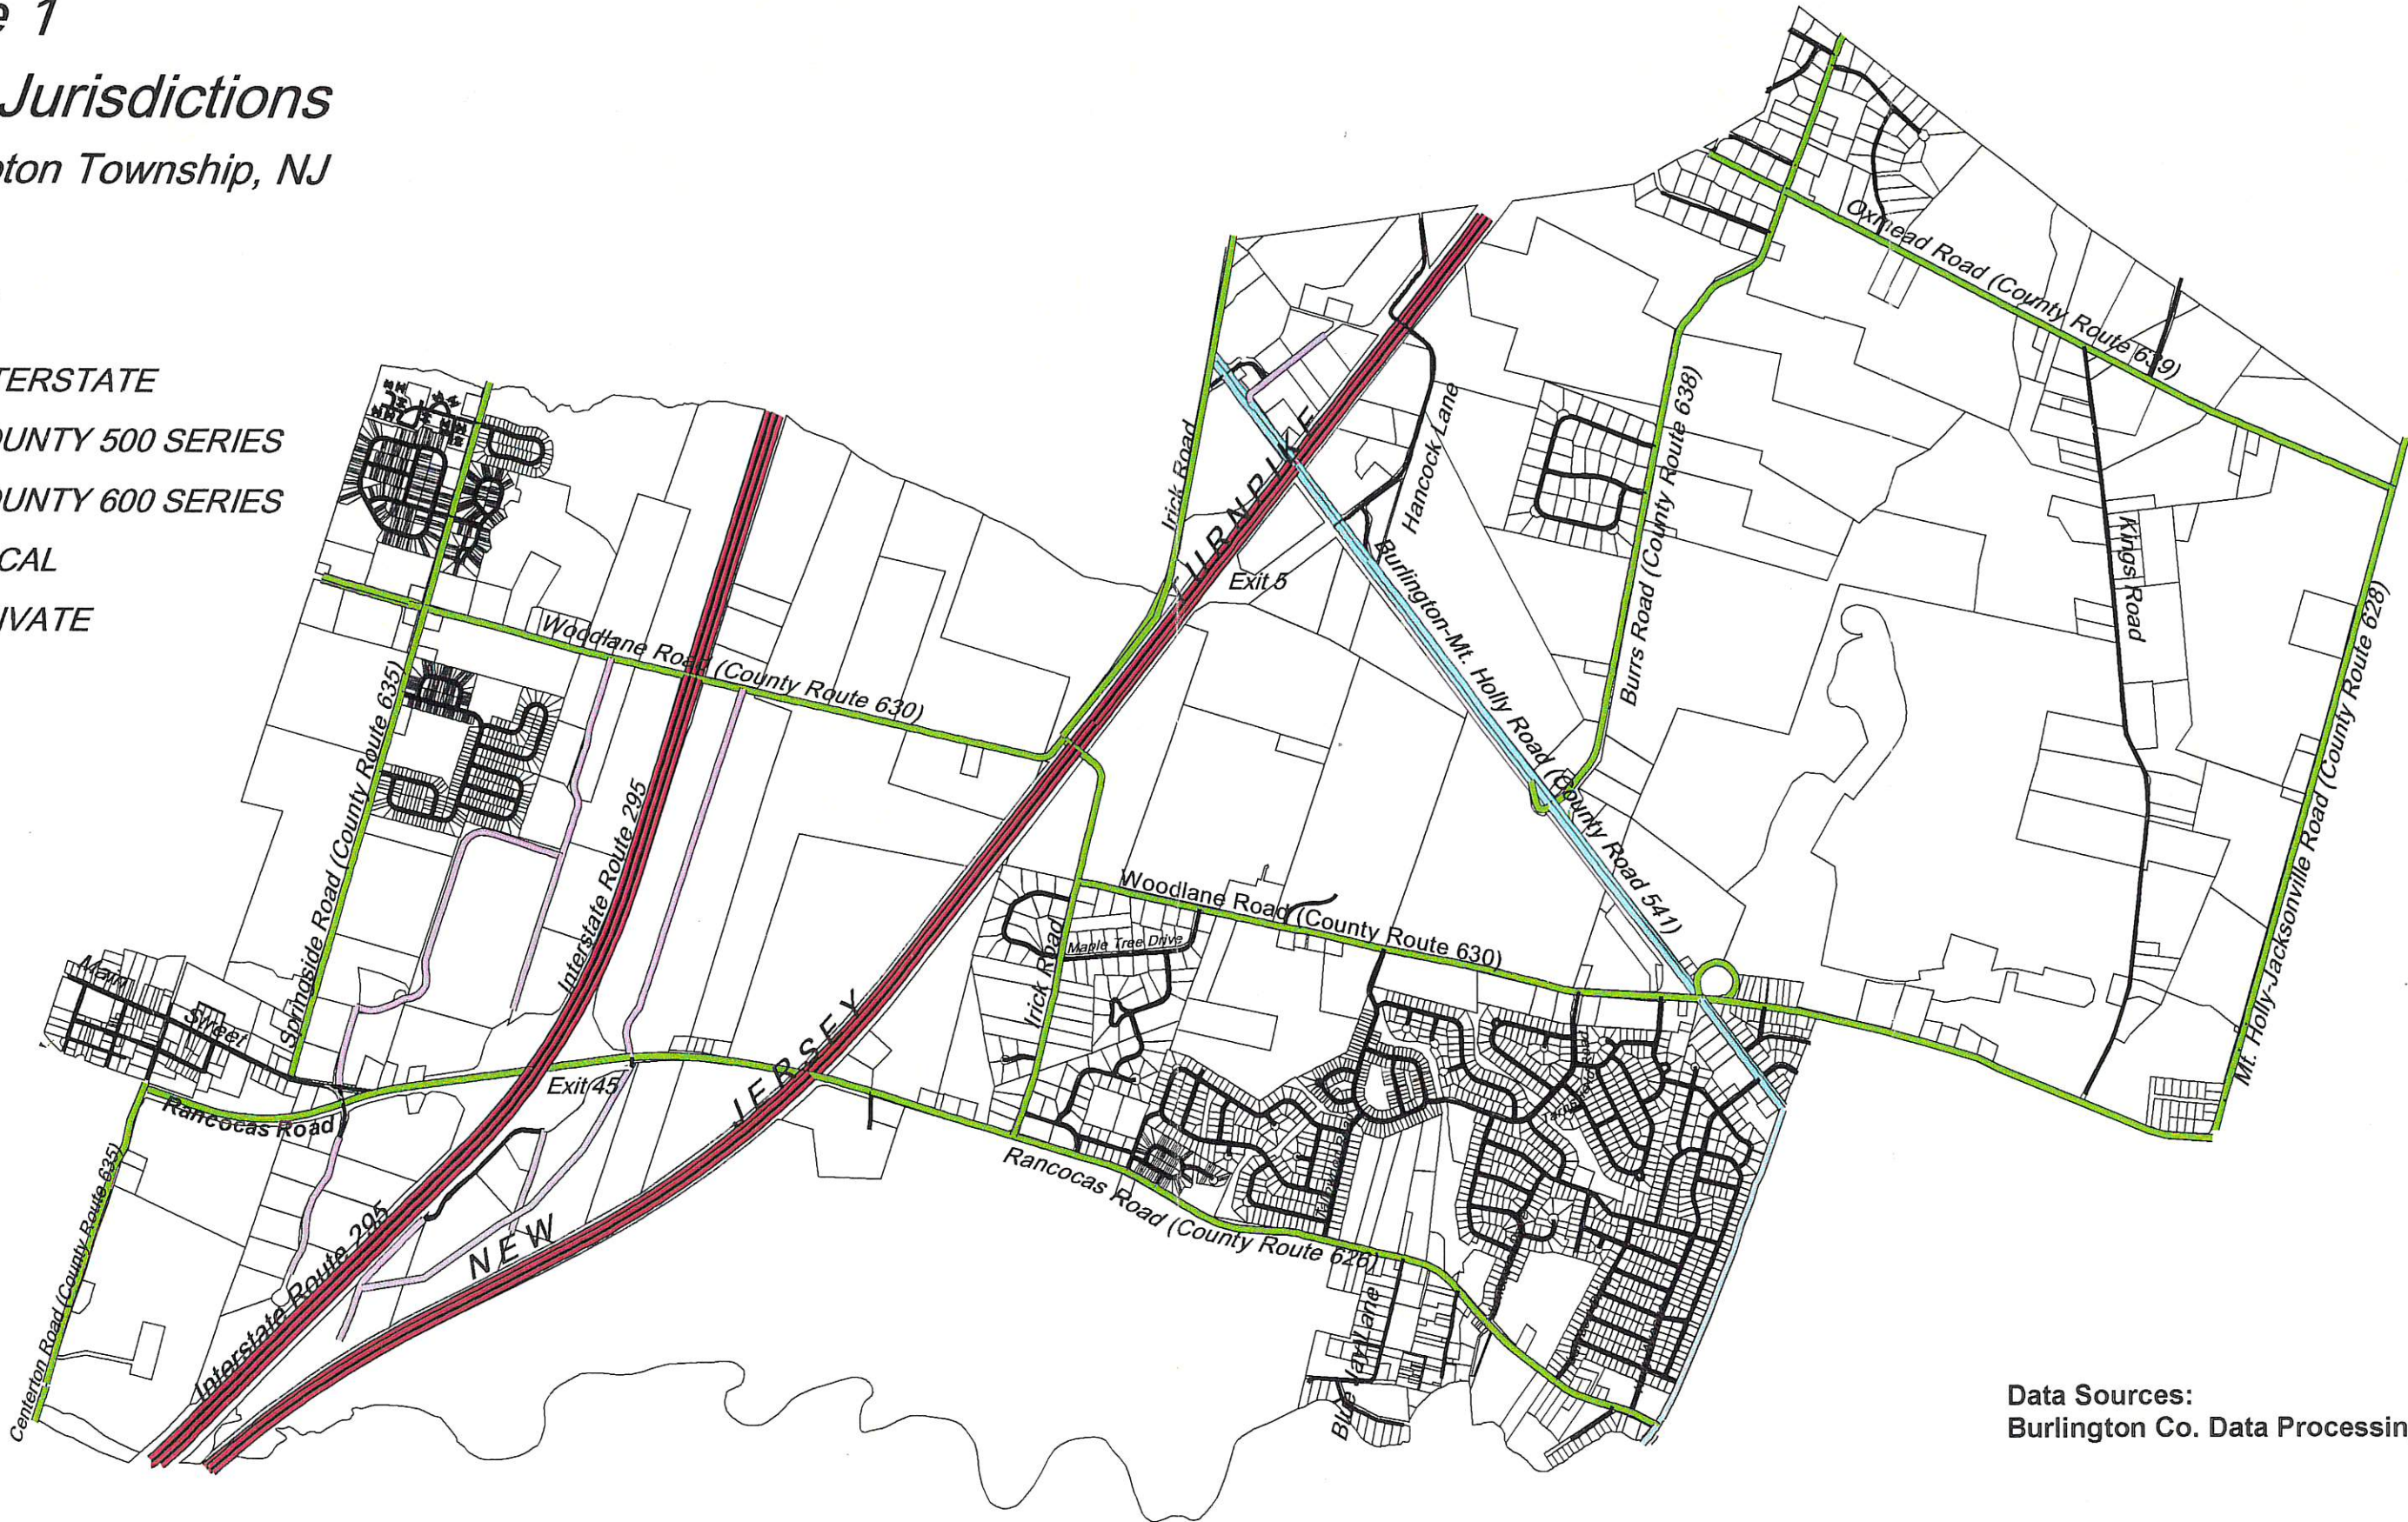 e 1
Jurisdictions
ton Township, NJ
TERSTATE
OUNTY 500 SERIES
OUNTY 600 SERIES
CAL
IVATE
Oxmead Road (County Route 639)
Irick Road
TURNPIKE
Hancock Lane
Burrs Road (County Route 638)
Kings Road
Exit 5
Burlington-Mt. Holly Road (County Road 541)
Mt. Holly-Jacksonville Road (County Route 628)
Woodlane Road (County Route 630)
Springside Road (County Route 635)
Interstate Route 295
Woodlane Road (County Route 630)
Maple Tree Drive
Irick Road
Main Street
JERSEY
Exit 45
Rancocas Road
Rancocas Road (County Route 626)
Centerton Road (County Route 635)
NEW
Interstate Route 295
Lane
Data Sources:
Burlington Co. Data Processin